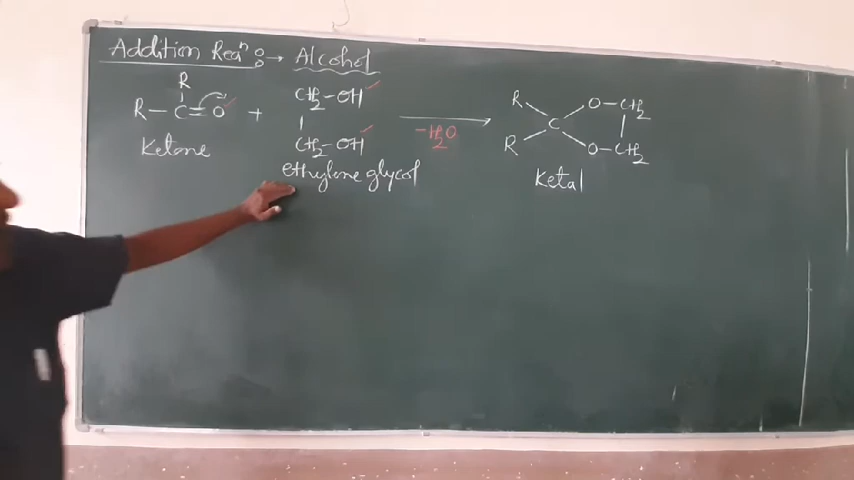 Addition Reaⁿ :→ Alcohol
R
R — C = O + CH₂ — OH
CH₂ — OH
Ketone
ethylene glycol
−H₂O
R
R
C
O — CH₂
O — CH₂
Ketal